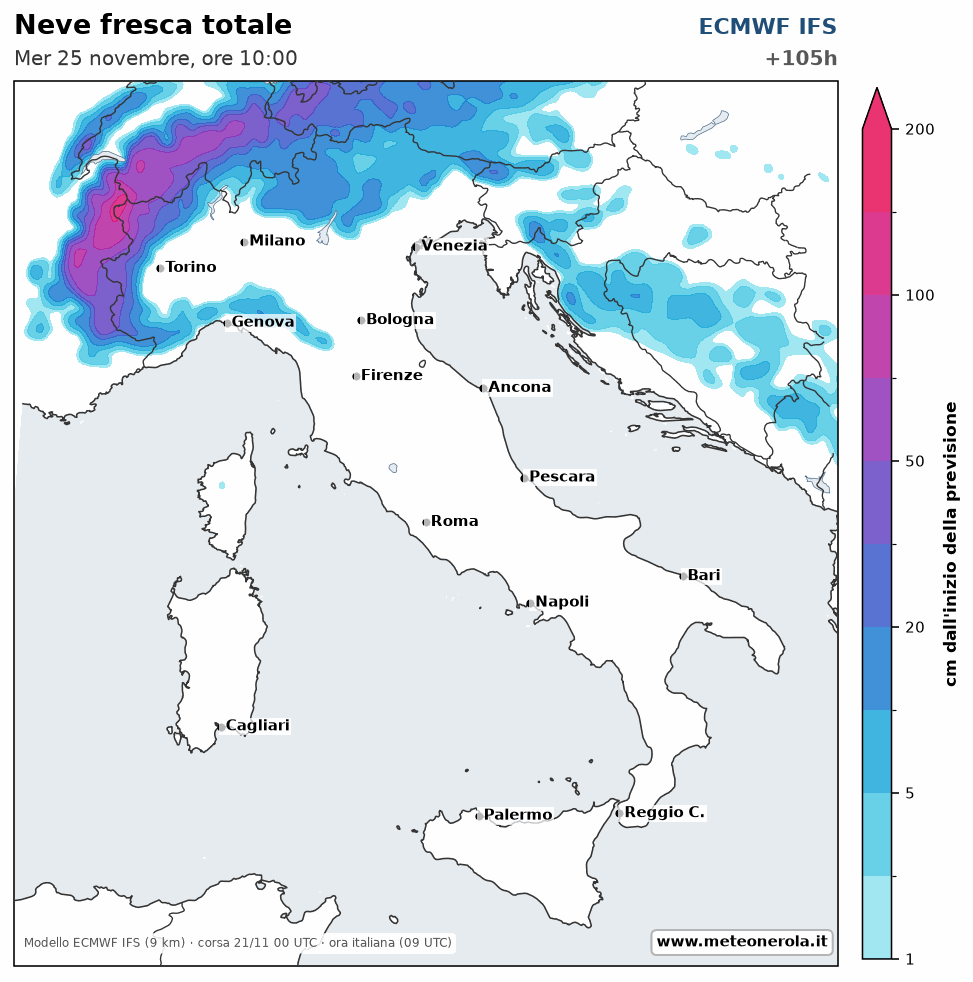 Neve fresca totale
ECMWF IFS
Mer 25 novembre, ore 10:00
+105h
200
100
50
20
5
1
cm dall'inizio della previsione
Milano
Venezia
Torino
Genova
Bologna
Firenze
Ancona
Pescara
Roma
Bari
Napoli
Cagliari
Palermo
Reggio C.
Modello ECMWF IFS (9 km) · corsa 21/11 00 UTC · ora italiana (09 UTC)
www.meteonerola.it